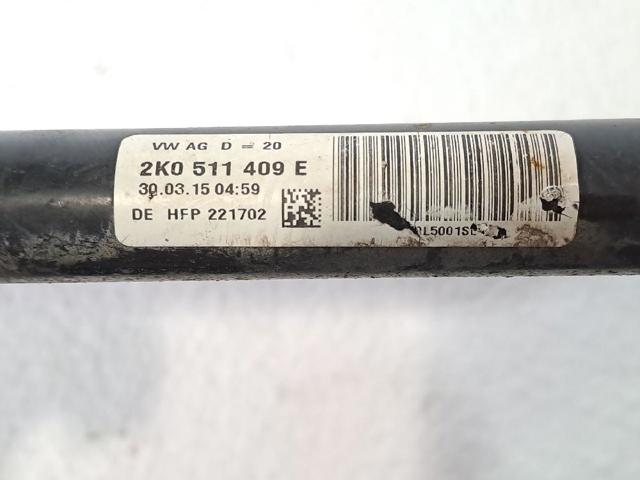 VW AG D = 20
2K0 511 409 E
30.03.15 04:59
DE HFP 221702